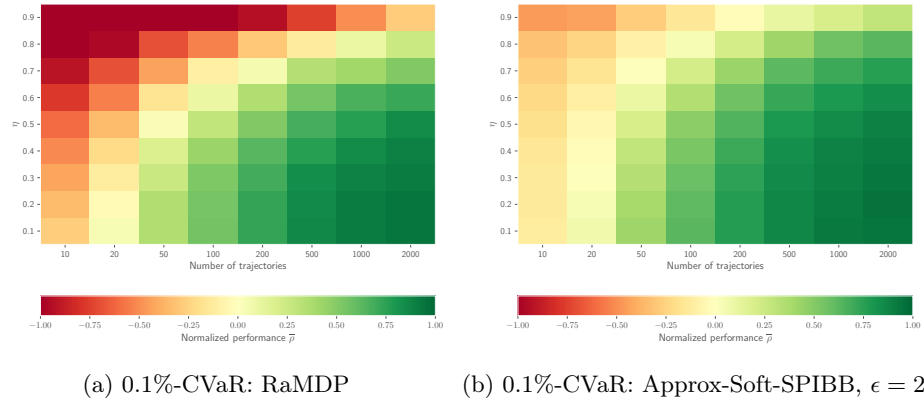 0.9
0.8
0.7
0.6
0.5
0.4
0.3
0.2
0.1
η
10 20 50 100 200 500 1000 2000
Number of trajectories
−1.00 −0.75 −0.50 −0.25 0.00 0.25 0.50 0.75 1.00
Normalized performance ρ̅
(a) 0.1%-CVaR: RaMDP
0.9
0.8
0.7
0.6
0.5
0.4
0.3
0.2
0.1
η
10 20 50 100 200 500 1000 2000
Number of trajectories
−1.00 −0.75 −0.50 −0.25 0.00 0.25 0.50 0.75 1.00
Normalized performance ρ̅
(b) 0.1%-CVaR: Approx-Soft-SPIBB, ϵ = 2